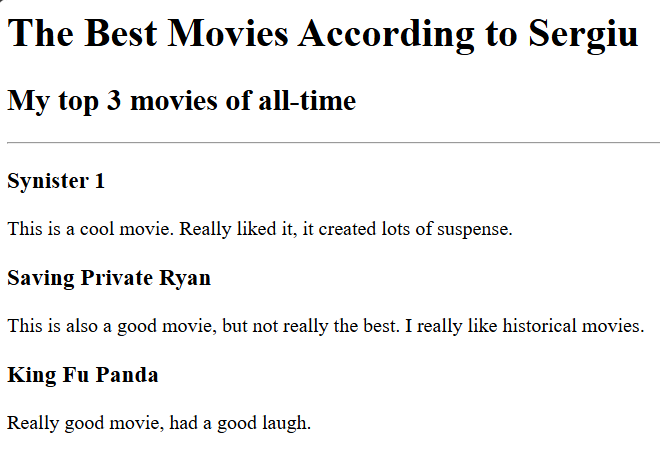 The Best Movies According to Sergiu
My top 3 movies of all-time
Synister 1
This is a cool movie. Really liked it, it created lots of suspense.
Saving Private Ryan
This is also a good movie, but not really the best. I really like historical movies.
King Fu Panda
Really good movie, had a good laugh.